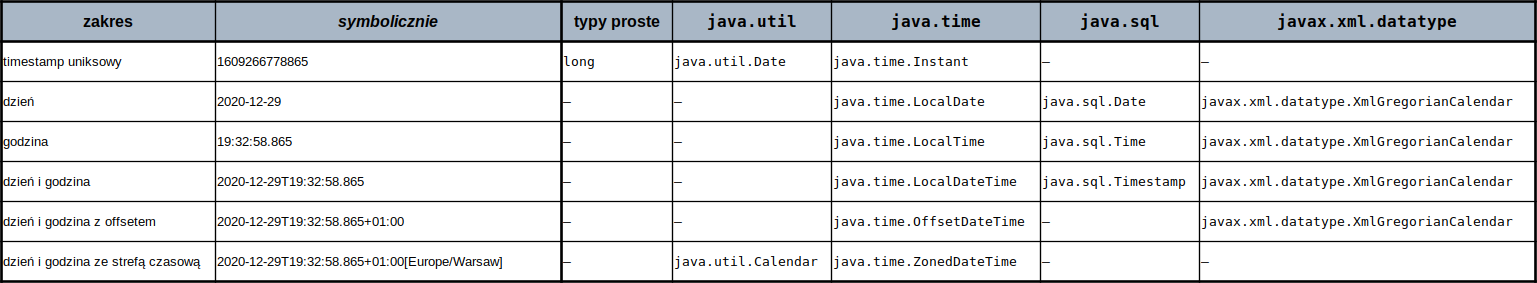 zakres symbolicznie typy proste java.util java.time java.sql javax.xml.datatype
timestamp uniksowy 1609266778865 long java.util.Date java.time.Instant – –
dzień 2020-12-29 – – java.time.LocalDate java.sql.Date javax.xml.datatype.XmlGregorianCalendar
godzina 19:32:58.865 – – java.time.LocalTime java.sql.Time javax.xml.datatype.XmlGregorianCalendar
dzień i godzina 2020-12-29T19:32:58.865 – – java.time.LocalDateTime java.sql.Timestamp javax.xml.datatype.XmlGregorianCalendar
dzień i godzina z offsetem 2020-12-29T19:32:58.865+01:00 – – java.time.OffsetDateTime – javax.xml.datatype.XmlGregorianCalendar
dzień i godzina ze strefą czasową 2020-12-29T19:32:58.865+01:00[Europe/Warsaw] – java.util.Calendar java.time.ZonedDateTime – –